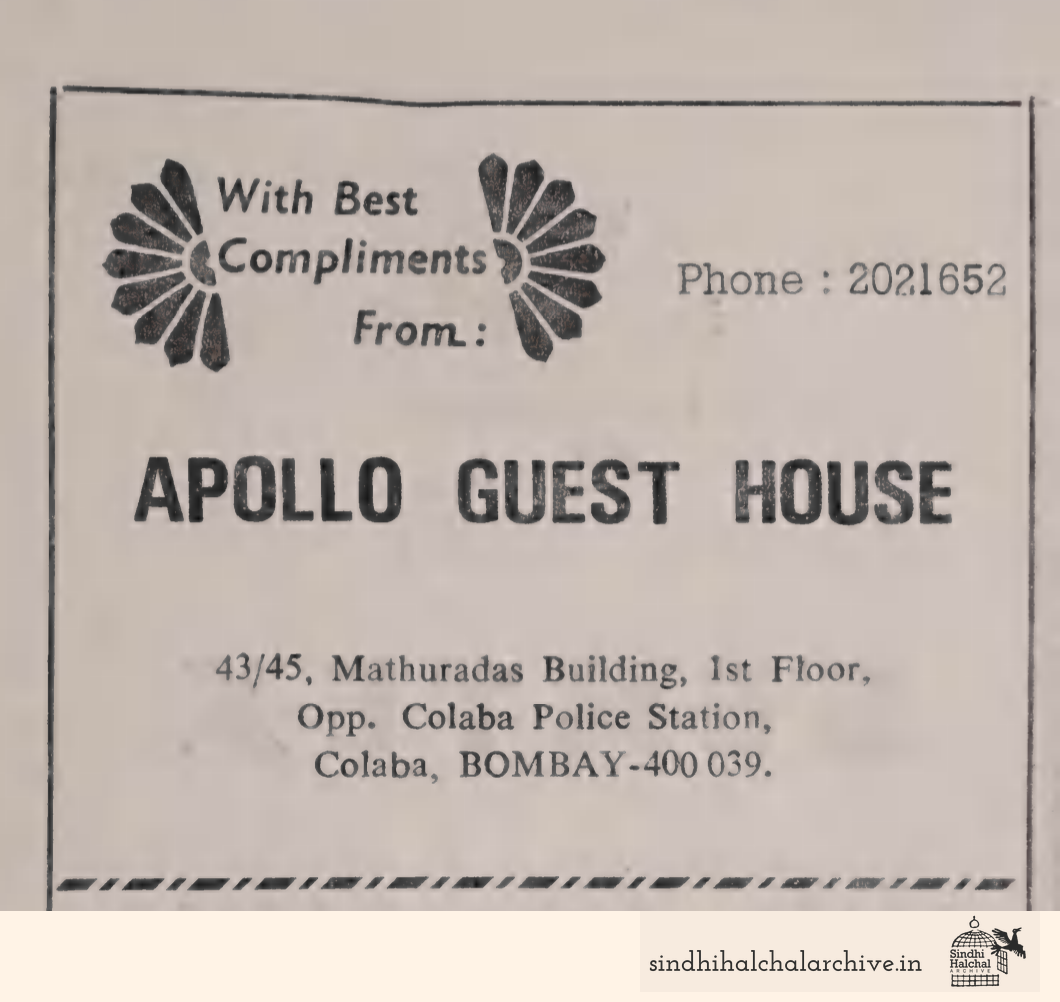 With Best
Compliments
From :
Phone : 2021652
APOLLO GUEST HOUSE
43/45, Mathuradas Building, 1st Floor,
Opp. Colaba Police Station,
Colaba, BOMBAY-400 039.
sindhihalchalarchive.in
Sindhi
Halchal
ARCHIVE